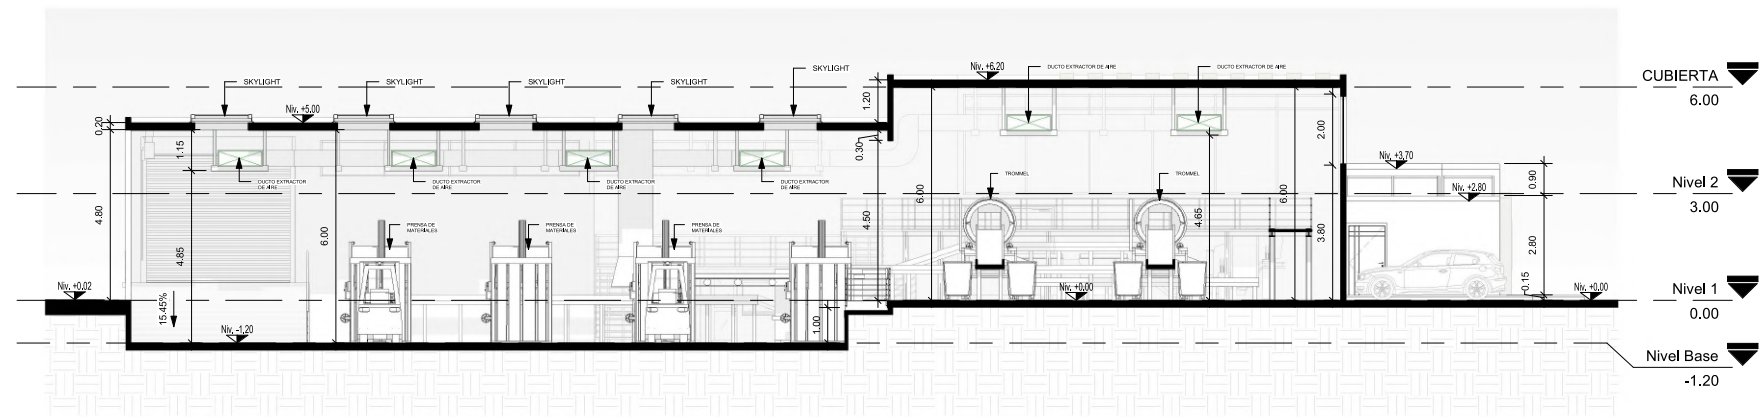 SKYLIGHT
SKYLIGHT
SKYLIGHT
SKYLIGHT
SKYLIGHT
Niv. +6.20
DUCTO EXTRACTOR DE AIRE
DUCTO EXTRACTOR DE AIRE
CUBIERTA
6.00
Niv. +5.00
0.20
1.20
1.15
0.30
2.00
DUCTO EXTRACTOR
DE AIRE
DUCTO EXTRACTOR
DE AIRE
DUCTO EXTRACTOR
DE AIRE
DUCTO EXTRACTOR
DE AIRE
TROMMEL
TROMMEL
Niv. +3.70
Niv. +2.80
0.90
Nivel 2
3.00
4.80
4.85
6.00
PRENSA DE
MATERIALES
PRENSA DE
MATERIALES
PRENSA DE
MATERIALES
4.50
6.00
4.65
6.00
3.80
2.80
0.15
Niv. +0.02
15.45%
Niv. -1.20
1.00
Niv. +0.00
Niv. +0.00
Nivel 1
0.00
Nivel Base
-1.20